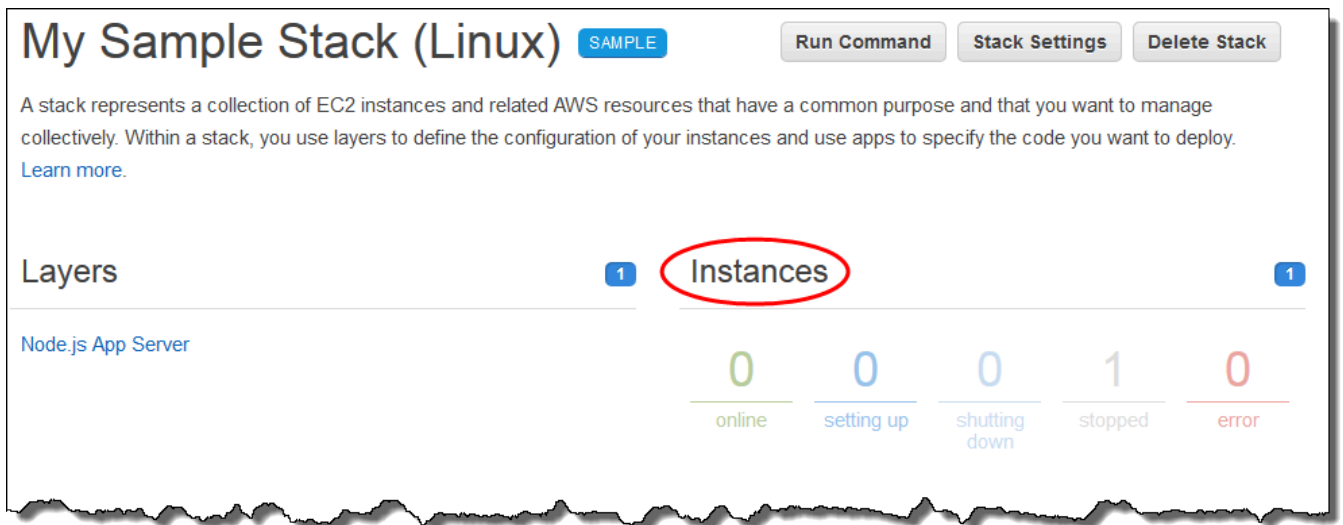 My Sample Stack (Linux) SAMPLE Run Command Stack Settings Delete Stack
A stack represents a collection of EC2 instances and related AWS resources that have a common purpose and that you want to manage
collectively. Within a stack, you use layers to define the configuration of your instances and use apps to specify the code you want to deploy.
Learn more.
Layers 1
Node.js App Server
Instances 1
0 0 0 1 0
online setting up shutting down stopped error